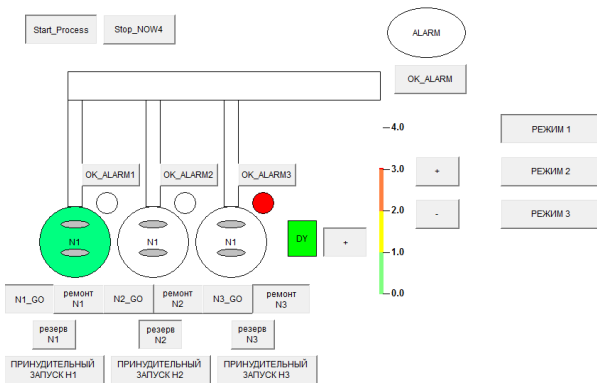 Start_Process
Stop_NOW4
ALARM
OK_ALARM
4.0
РЕЖИМ 1
OK_ALARM1
OK_ALARM2
OK_ALARM3
3.0
+
РЕЖИМ 2
2.0
-
РЕЖИМ 3
N1
N1
N1
DY
+
1.0
0.0
N1_GO
ремонт
N1
N2_GO
ремонт
N2
N3_GO
ремонт
N3
резерв
N1
резерв
N2
резерв
N3
ПРИНУДИТЕЛЬНЫЙ
ЗАПУСК Н1
ПРИНУДИТЕЛЬНЫЙ
ЗАПУСК Н2
ПРИНУДИТЕЛЬНЫЙ
ЗАПУСК Н3